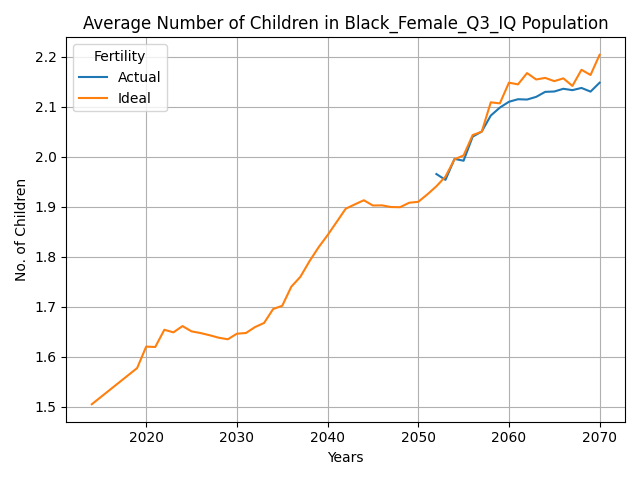 Average Number of Children in Black_Female_Q3_IQ Population
Fertility
Actual
Ideal
No. of Children
2.2
2.1
2.0
1.9
1.8
1.7
1.6
1.5
2020 2030 2040 2050 2060 2070
Years